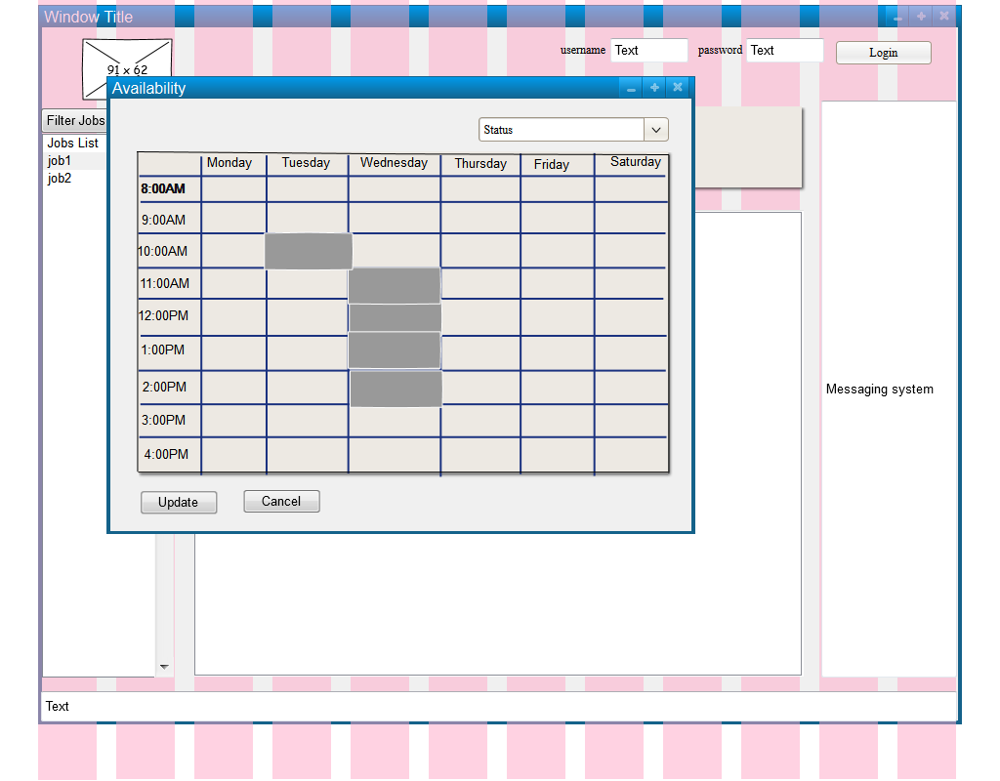 Window Title
username Text password Text Login
91 x 62
Availability
Filter Jobs
Status
Jobs List
job1
job2
Monday Tuesday Wednesday Thursday Friday Saturday
8:00AM
9:00AM
10:00AM
11:00AM
12:00PM
1:00PM
2:00PM
3:00PM
4:00PM
Messaging system
Update Cancel
Text